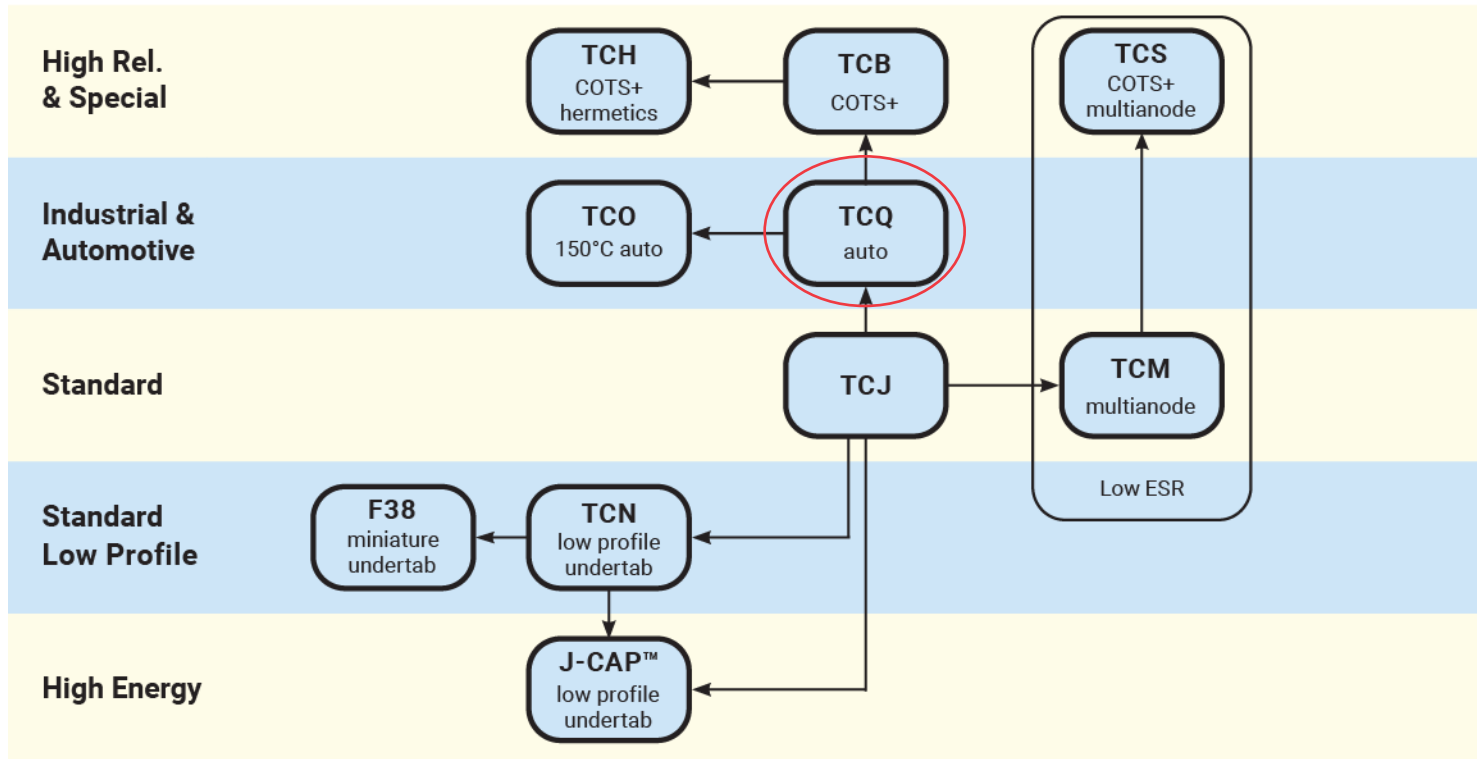 High Rel.
& Special
TCH
COTS+
hermetics
TCB
COTS+
TCS
COTS+
multianode
Industrial &
Automotive
TCO
150°C auto
TCQ
auto
Standard
TCJ
TCM
multianode
Low ESR
Standard
Low Profile
F38
miniature
undertab
TCN
low profile
undertab
High Energy
J-CAP™
low profile
undertab